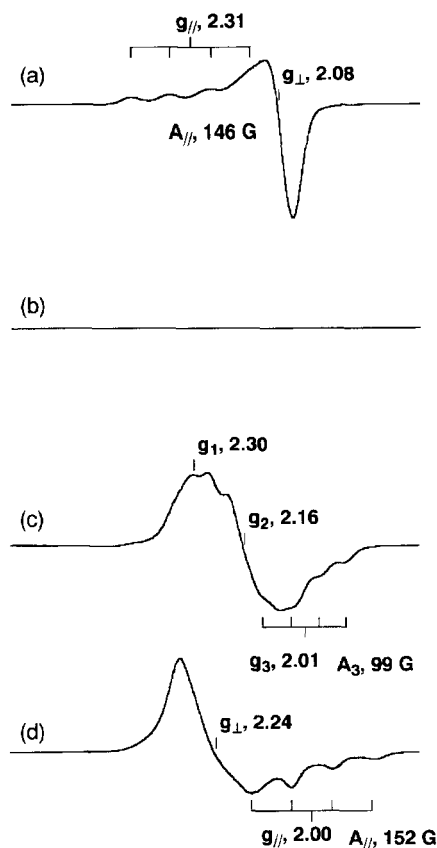 g//, 2.31
(a)
g⊥, 2.08
A//, 146 G
(b)
g1, 2.30
(c)
g2, 2.16
g3, 2.01 A3, 99 G
(d)
g⊥, 2.24
g//, 2.00 A//, 152 G